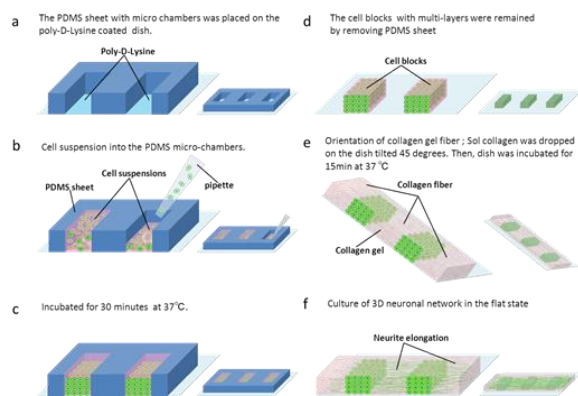 a
The PDMS sheet with micro chambers was placed on the
poly-D-Lysine coated dish.
Poly-D-Lysine
b
Cell suspension into the PDMS micro-chambers.
PDMS sheet
Cell suspensions
pipette
c
Incubated for 30 minutes at 37℃.
d
The cell blocks with multi-layers were remained
by removing PDMS sheet
Cell blocks
e
Orientation of collagen gel fiber ; Sol collagen was dropped
on the dish tilted 45 degrees. Then, dish was incubated for
15min at 37 ℃
Collagen fiber
Collagen gel
f
Culture of 3D neuronal network in the flat state
Neurite elongation